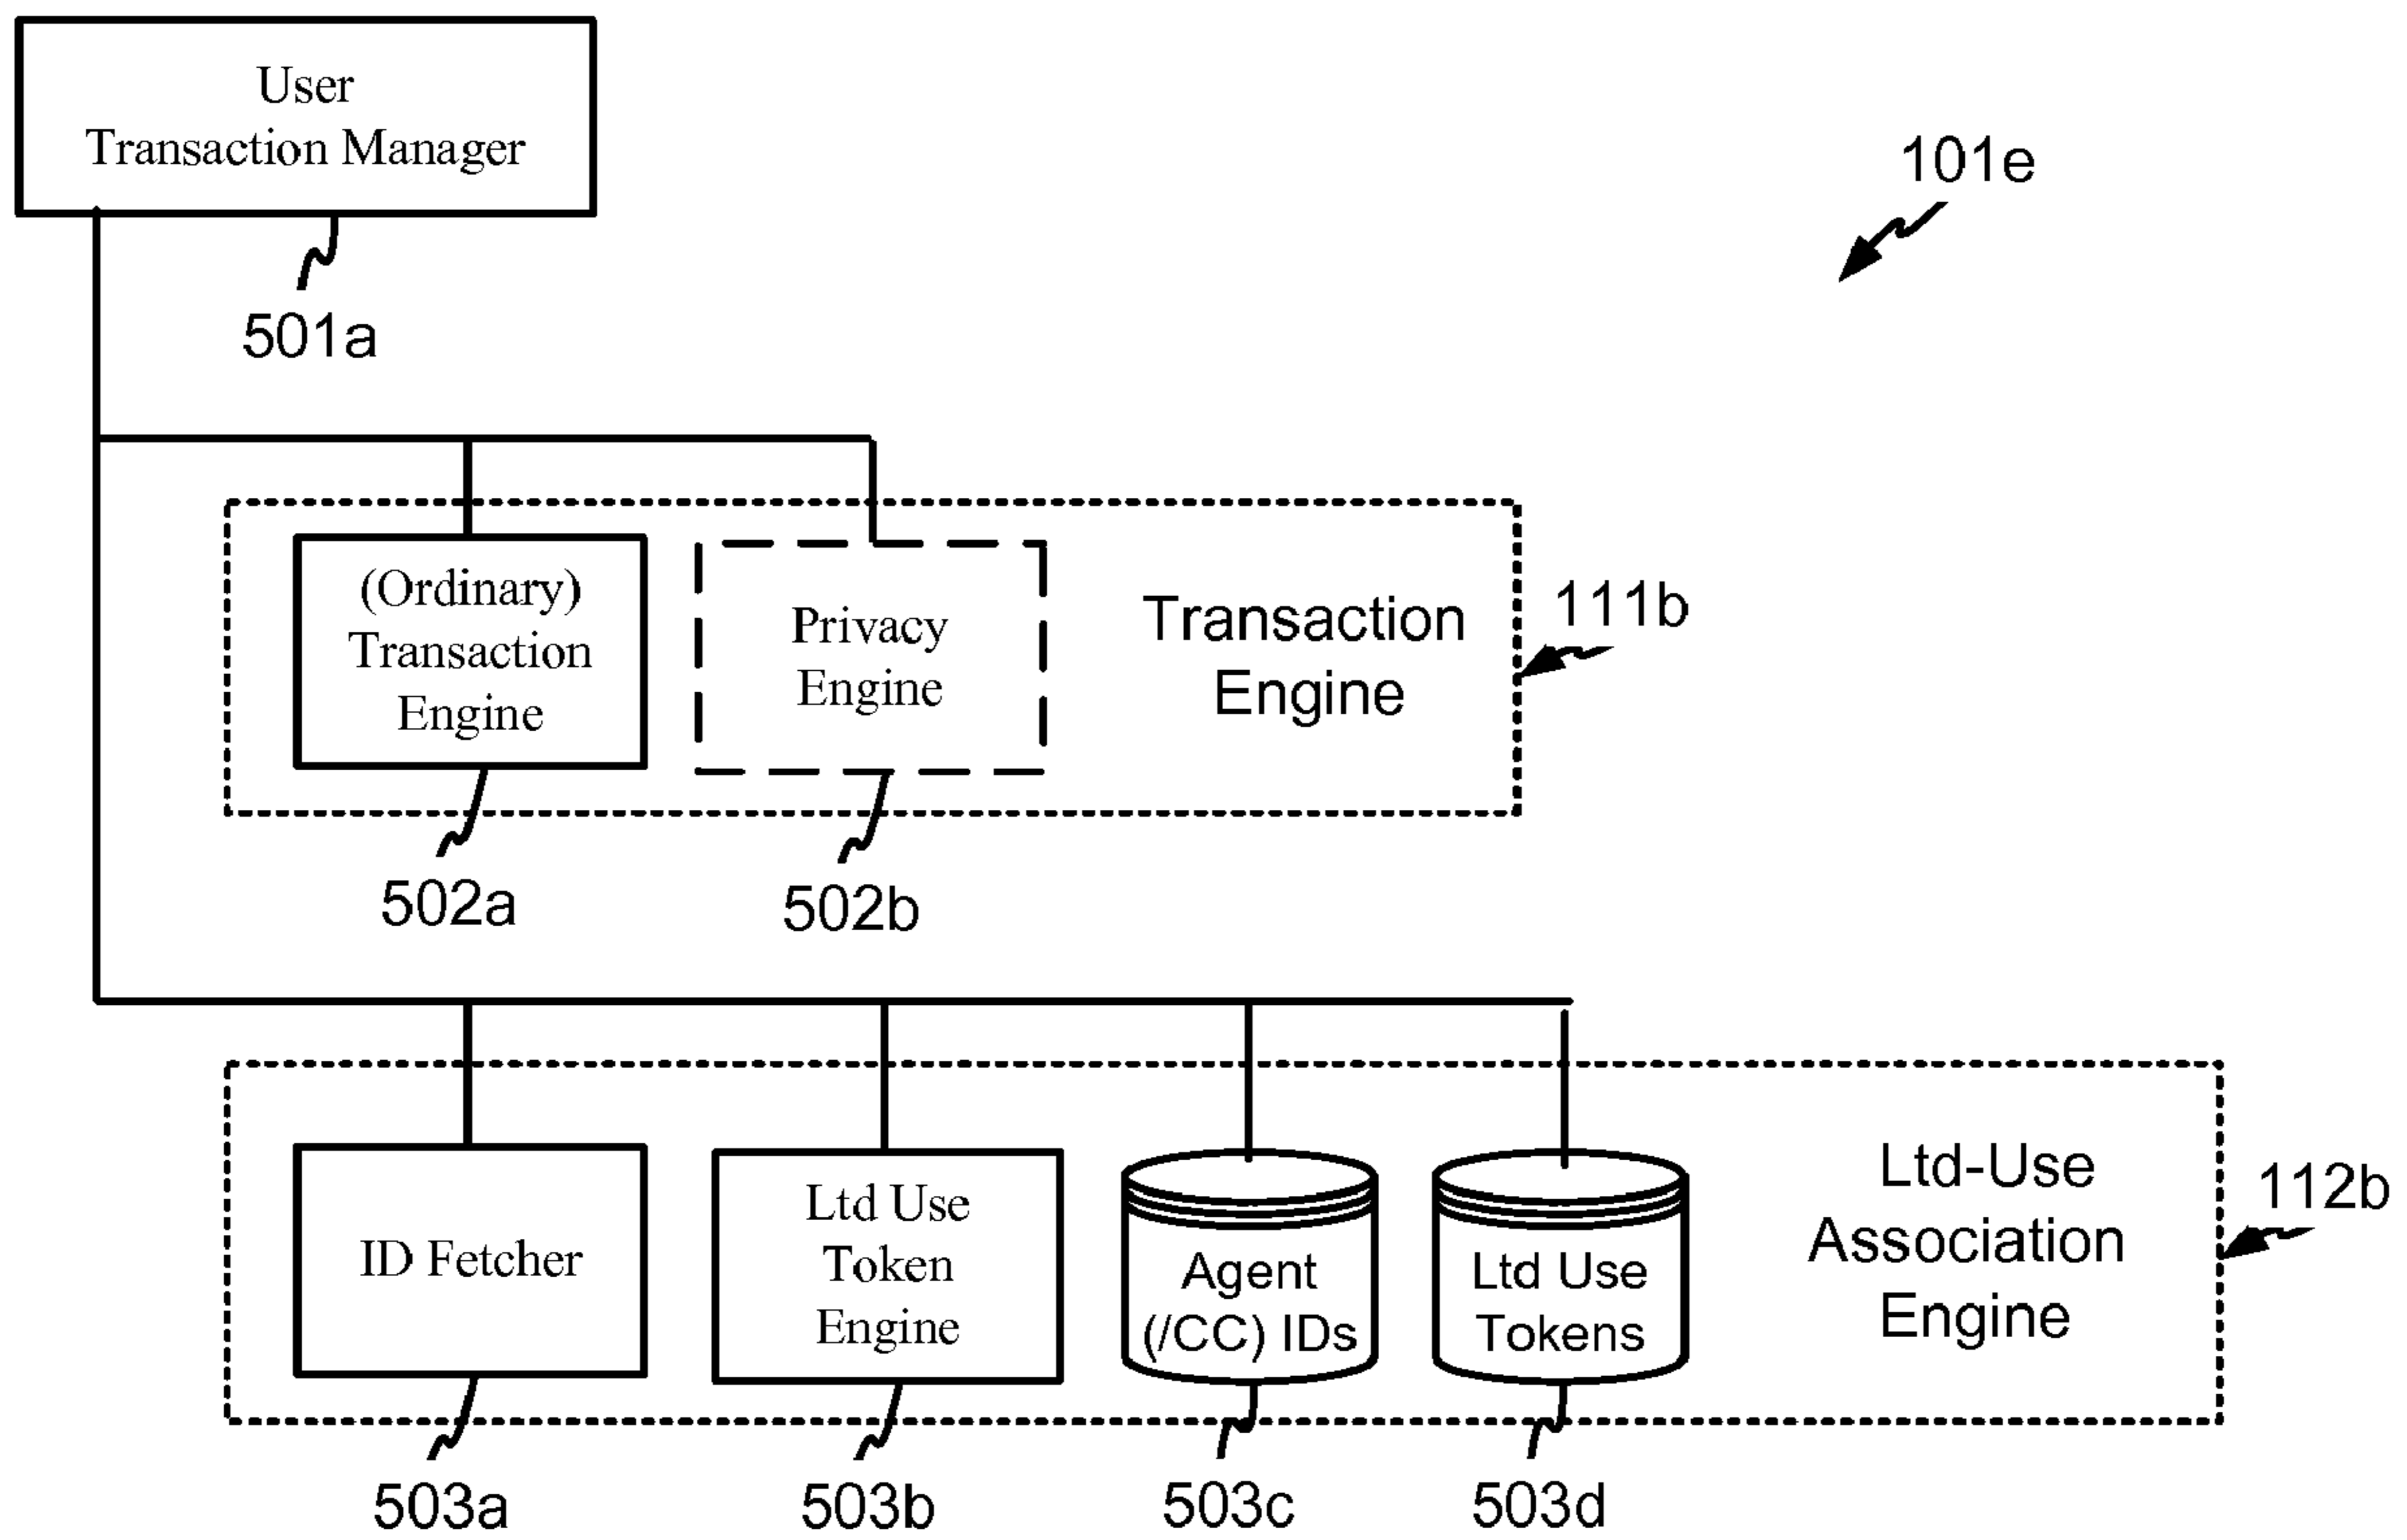 User
Transaction Manager
501a
101e
(Ordinary)
Transaction
Engine
502a
Privacy
Engine
502b
Transaction
Engine
111b
ID Fetcher
503a
Ltd Use
Token
Engine
503b
Agent
(/CC) IDs
503c
Ltd Use
Tokens
503d
Ltd-Use
Association
Engine
112b